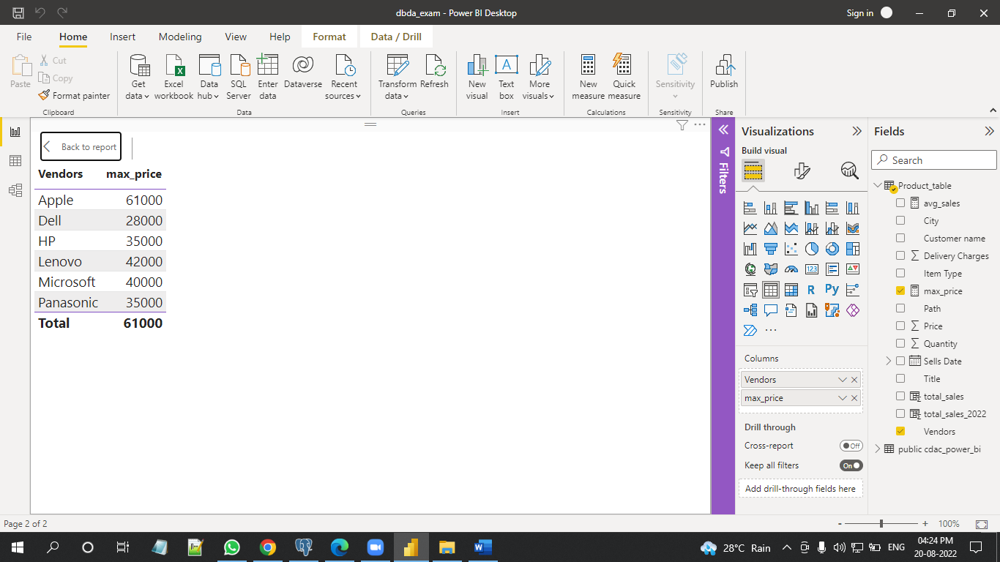 dbda_exam - Power BI Desktop
Sign in
File Home Insert Modeling View Help Format Data / Drill
Paste
Cut
Copy
Format painter
Clipboard
Get data
Excel workbook
Data hub
SQL Server
Enter data
Dataverse
Recent sources
Data
Transform data
Refresh
Queries
New visual
Text box
More visuals
Insert
New measure
Quick measure
Calculations
Sensitivity
Sensitivity
Publish
Share
Back to report
Vendors max_price
Apple 61000
Dell 28000
HP 35000
Lenovo 42000
Microsoft 40000
Panasonic 35000
Total 61000
Filters
Visualizations
Build visual
123
R
Py
Columns
Vendors
max_price
Drill through
Cross-report Off
Keep all filters On
Add drill-through fields here
Fields
Search
Product_table
avg_sales
City
Customer name
Delivery Charges
Item Type
max_price
Path
Price
Quantity
Sells Date
Title
total_sales
total_sales_2022
Vendors
public cdac_power_bi
Page 2 of 2
- + 100%
28°C Rain
ENG
04:24 PM
20-08-2022